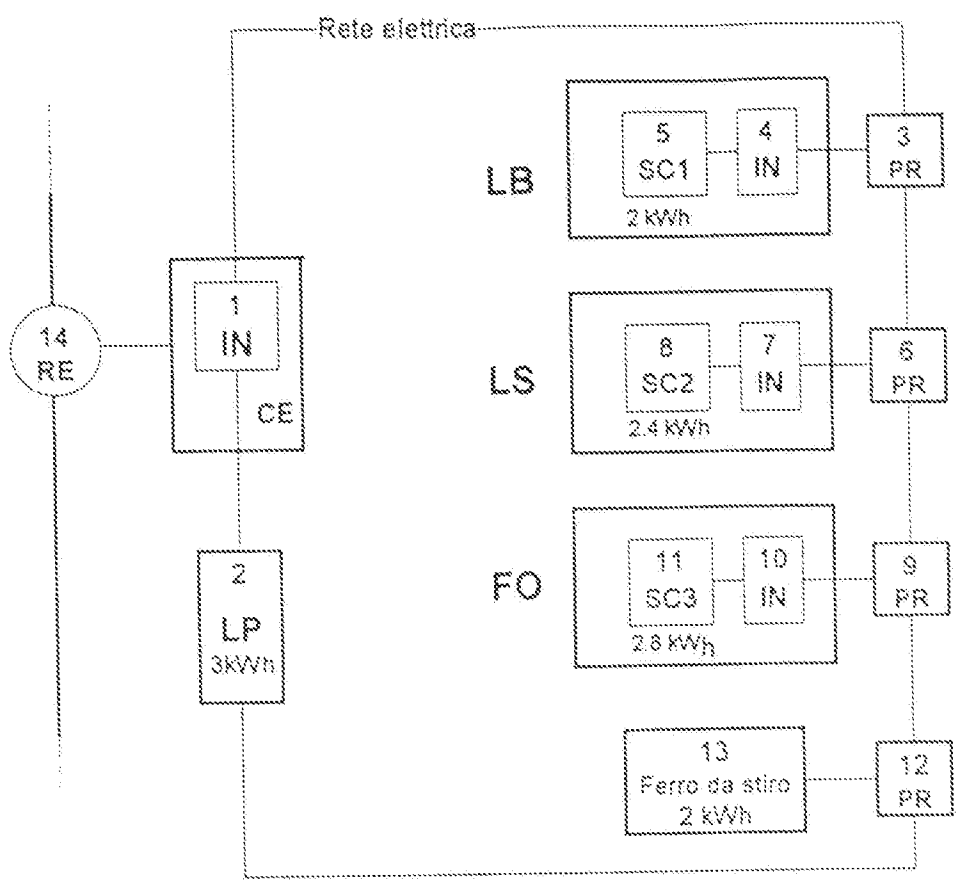 Rete elettrica
LB
5
SC1
2 kWh
4
IN
3
PR
14
RE
1
IN
CE
LS
8
SC2
2.4 kWh
7
IN
6
PR
2
LP
3kWh
FO
11
SC3
2.8 kWh
10
IN
9
PR
13
Ferro da stiro
2 kWh
12
PR